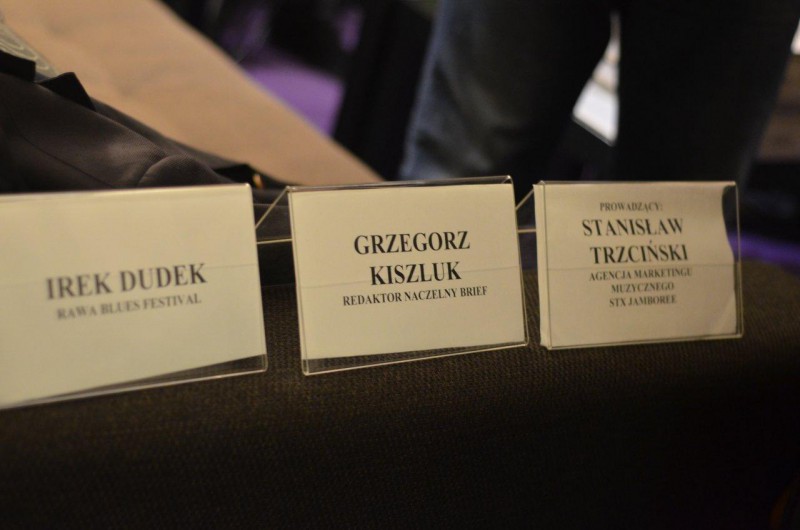 IREK DUDEK
RAWA BLUES FESTIVAL
GRZEGORZ
KISZLUK
REDAKTOR NACZELNY BRIEF
PROWADZĄCY:
STANISŁAW
TRZCIŃSKI
AGENCJA MARKETINGU
MUZYCZNEGO
STX JAMBOREE